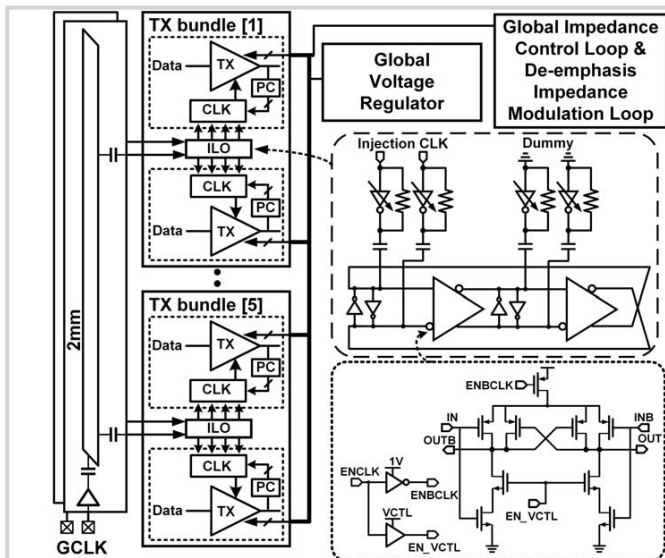 TX bundle [1]
Data
TX
PC
CLK
ILO
CLK
PC
Data
TX
TX bundle [5]
Data
TX
PC
CLK
ILO
CLK
PC
Data
TX
2mm
GCLK
Global
Voltage
Regulator
Global Impedance
Control Loop &
De-emphasis
Impedance
Modulation Loop
Injection CLK
Dummy
ENBCLK
IN
INB
OUTB
OUT
1V
ENCLK
ENBCLK
VCTL
EN_VCTL
EN_VCTL